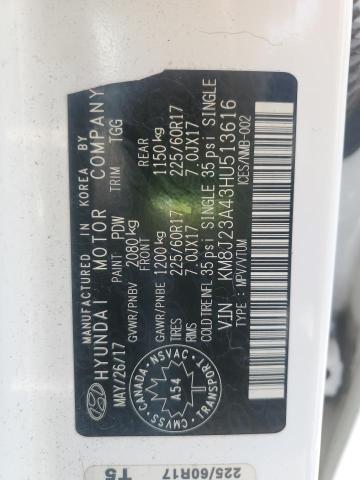 MANUFACTURED IN KOREA BY
HYUNDAI MOTOR COMPANY
MAY/26/17 PAINT: PDW TRIM TGG
GVWR/PNBV 2080 kg
GAWR/PNBE 1200 kg REAR 1150 kg
TIRES 225/60R17 225/60R17
RIMS 7.0JX17 7.0JX17
COLD TIREINFL 35 psi SINGLE 35 psi SINGLE
VIN : KM8J23A43HU513616
TYPE: MPV/VTUM ICES/NMB-002
CANADA NSVAC TRANSPORT CMVSS
A54
225/60R17
T5